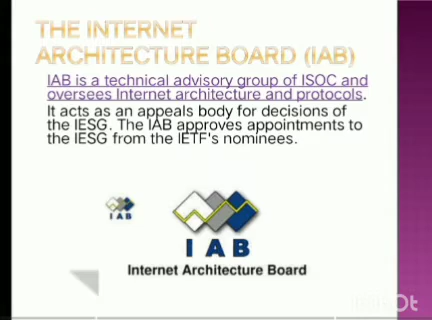 THE INTERNET
ARCHITECTURE BOARD (IAB)
IAB is a technical advisory group of ISOC and
oversees Internet architecture and protocols.
It acts as an appeals body for decisions of
the IESG. The IAB approves appointments to
the IESG from the IETF's nominees.
IAB
I A B
Internet Architecture Board